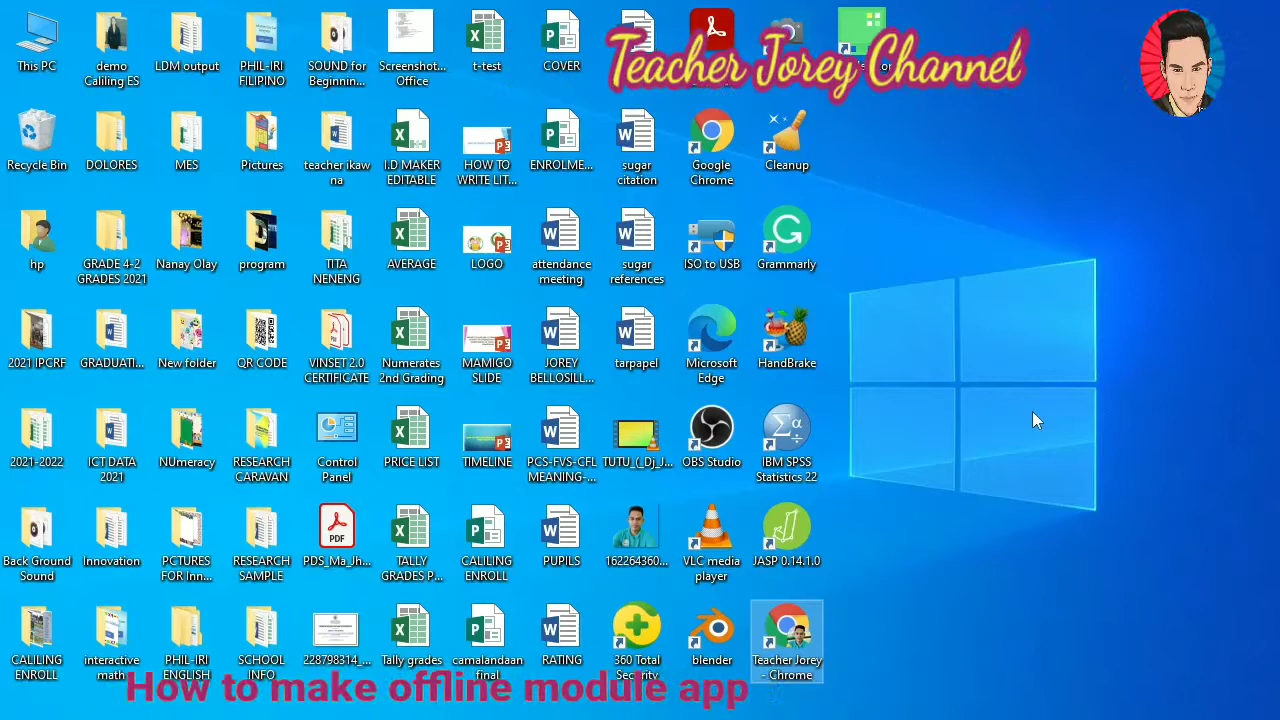 This PC
demo
Caliling ES
LDM output
PHIL-IRI
FILIPINO
SOUND for
Beginnin...
Screenshot...
Office
t-test
COVER
Teacher Jorey Channel
Recycle Bin
DOLORES
MES
Pictures
teacher ikaw
na
I.D MAKER
EDITABLE
HOW TO
WRITE LIT...
ENROLME...
sugar
citation
Google
Chrome
Cleanup
hp
GRADE 4-2
GRADES 2021
Nanay Olay
program
TITA
NENENG
AVERAGE
LOGO
attendance
meeting
sugar
references
ISO to USB
Grammarly
2021 IPCRF
GRADUATI...
New folder
QR CODE
VINSET 2.0
CERTIFICATE
Numerates
2nd Grading
MAMIGO
SLIDE
JOREY
BELLOSILL...
tarpapel
Microsoft
Edge
HandBrake
2021-2022
ICT DATA
2021
NUmeracy
RESEARCH
CARAVAN
Control
Panel
PRICE LIST
TIMELINE
PCS-FVS-CFL
MEANING-...
TUTU_(_Dj_J...
OBS Studio
IBM SPSS
Statistics 22
Back Ground
Sound
Innovation
PCTURES
FOR Inn...
RESEARCH
SAMPLE
PDF
PDS_Ma_Jh...
TALLY
GRADES P...
CALILING
ENROLL
PUPILS
162264360...
VLC media
player
JASP 0.14.1.0
CALILING
ENROLL
interactive
math
PHIL-IRI
ENGLISH
SCHOOL
INFO
228798314_...
Tally grades
camalandaan
final
RATING
360 Total
Security
blender
Teacher Jorey
- Chrome
How to make offline module app